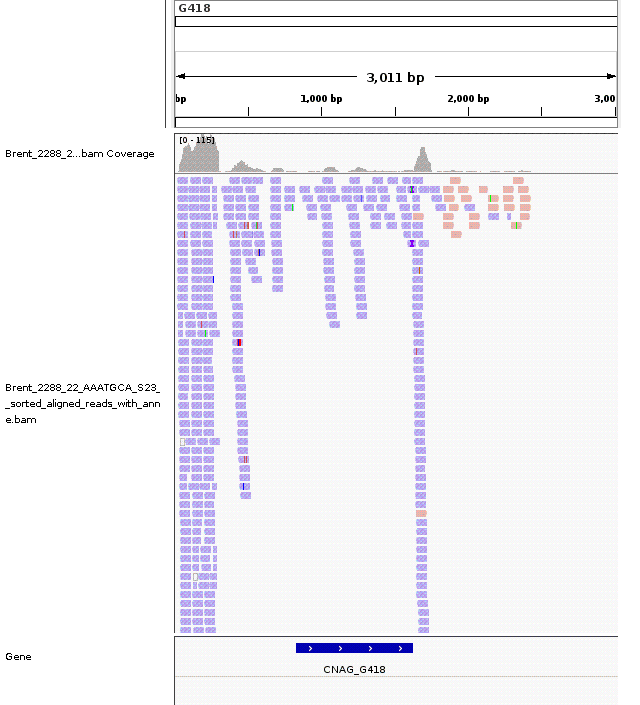 G418
3,011 bp
bp 1,000 bp 2,000 bp 3,00
[0 - 115]
Brent_2288_2...bam Coverage
Brent_2288_22_AAATGCA_S23_
_sorted_aligned_reads_with_ann
e.bam
Gene
CNAG_G418